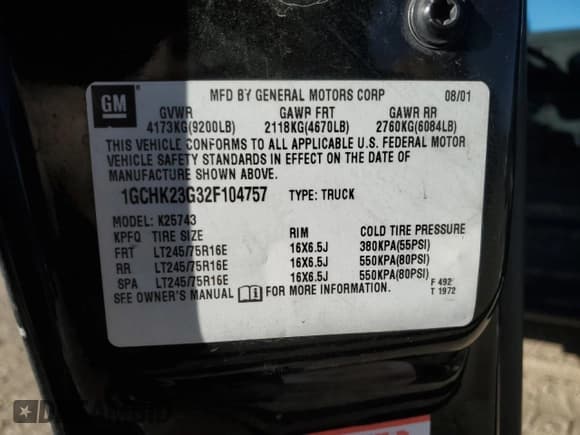 GM
MFD BY GENERAL MOTORS CORP 08/01
GVWR GAWR FRT GAWR RR
4173KG(9200LB) 2118KG(4670LB) 2760KG(6084LB)
THIS VEHICLE CONFORMS TO ALL APPLICABLE U.S. FEDERAL MOTOR
VEHICLE SAFETY STANDARDS IN EFFECT ON THE DATE OF
MANUFACTURE SHOWN ABOVE.
1GCHK23G32F104757 TYPE: TRUCK
MODEL: K25743
KPFQ TIRE SIZE RIM COLD TIRE PRESSURE
FRT LT245/75R16E 16X6.5J 380KPA(55PSI)
RR LT245/75R16E 16X6.5J 550KPA(80PSI)
SPA LT245/75R16E 16X6.5J 550KPA(80PSI)
SEE OWNER'S MANUAL FOR MORE INFORMATION.
F 492
T 1972